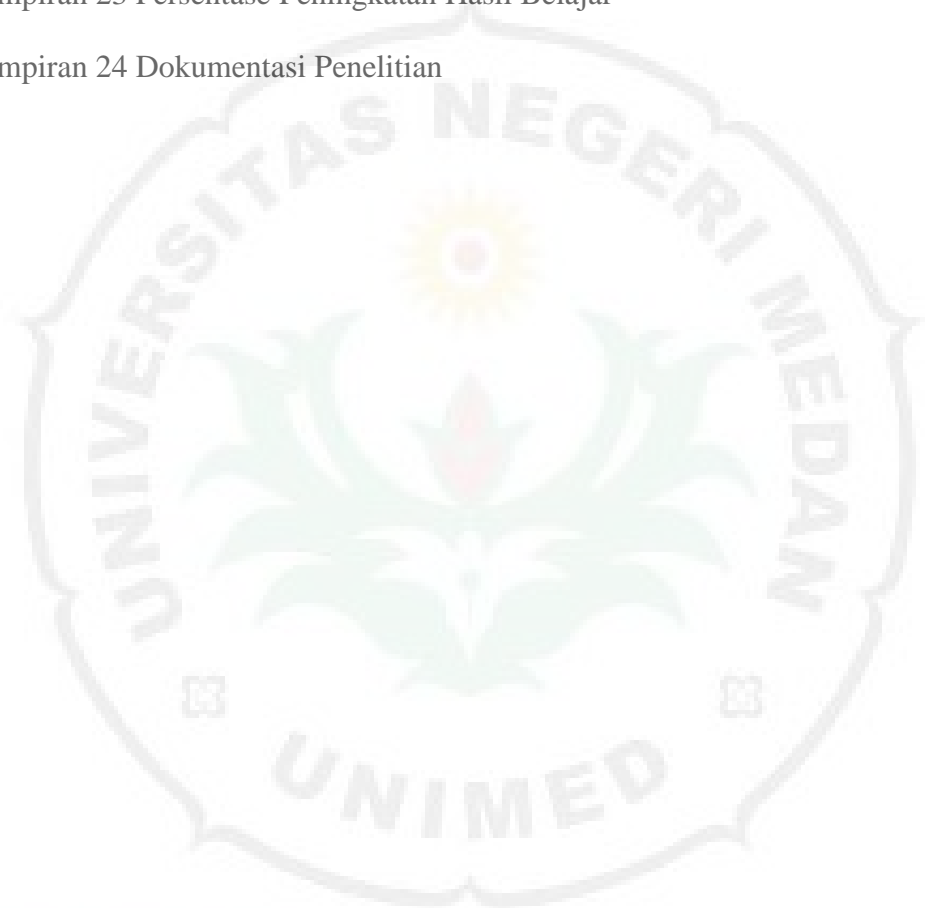 mpiran 23 Persentase Peningkatan Hasil Belajar
mpiran 24 Dokumentasi Penelitian
UNIVERSITAS NEGERI MEDAN
UNIMED